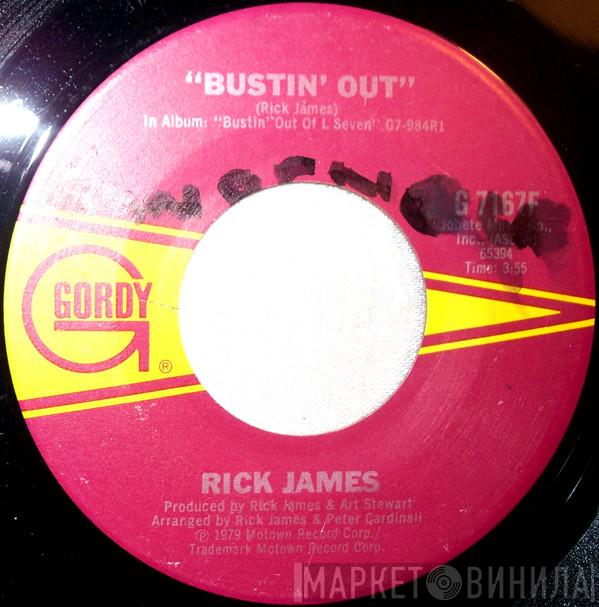 “BUSTIN’ OUT”
(Rick James)
In Album: “Bustin” Out Of L Seven” G7-984R1
G 7167F
Jobete Music Co.,
Inc.,
65394
Time: 3:55
GORDY
®
RICK JAMES
Produced by Rick James & Art Stewart
Arranged by Rick James & Peter Cardinali
℗ 1979 Motown Record Corp./
Trademark Motown Record Corp.
МАРКЕТ ВИНИЛА